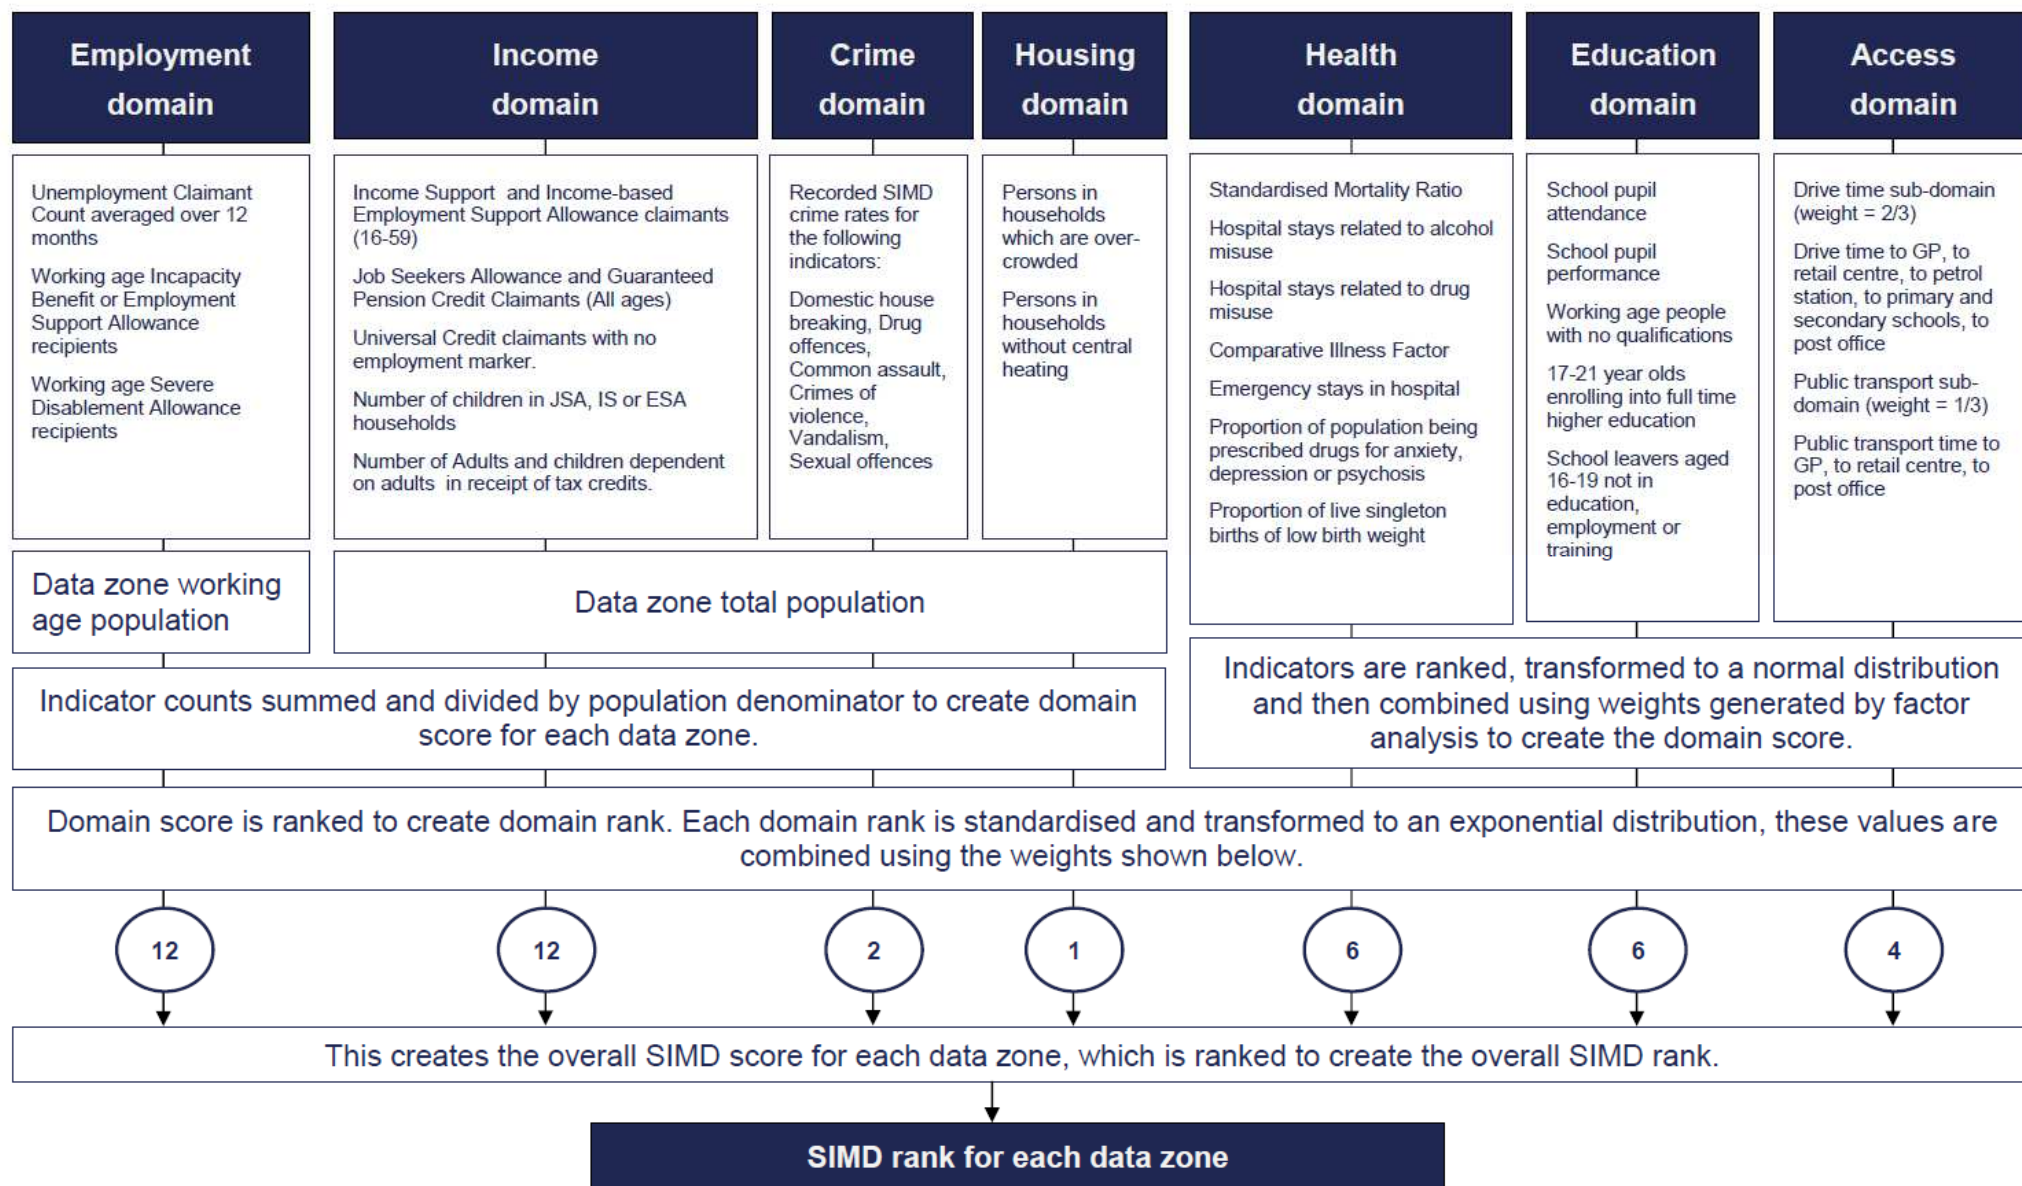 Employment
domain
Income
domain
Crime
domain
Housing
domain
Health
domain
Education
domain
Access
domain
Unemployment Claimant
Count averaged over 12
months
Working age Incapacity
Benefit or Employment
Support Allowance
recipients
Working age Severe
Disablement Allowance
recipients
Income Support and Income-based
Employment Support Allowance claimants
(16-59)
Job Seekers Allowance and Guaranteed
Pension Credit Claimants (All ages)
Universal Credit claimants with no
employment marker.
Number of children in JSA, IS or ESA
households
Number of Adults and children dependent
on adults in receipt of tax credits.
Recorded SIMD
crime rates for
the following
indicators:
Domestic house
breaking, Drug
offences,
Common assault,
Crimes of
violence,
Vandalism,
Sexual offences
Persons in
households
which are over-
crowded
Persons in
households
without central
heating
Standardised Mortality Ratio
Hospital stays related to alcohol
misuse
Hospital stays related to drug
misuse
Comparative Illness Factor
Emergency stays in hospital
Proportion of population being
prescribed drugs for anxiety,
depression or psychosis
Proportion of live singleton
births of low birth weight
School pupil
attendance
School pupil
performance
Working age people
with no qualifications
17-21 year olds
enrolling into full time
higher education
School leavers aged
16-19 not in
education,
employment or
training
Drive time sub-domain
(weight = 2/3)
Drive time to GP, to
retail centre, to petrol
station, to primary and
secondary schools, to
post office
Public transport sub-
domain (weight = 1/3)
Public transport time to
GP, to retail centre, to
post office
Data zone working
age population
Data zone total population
Indicator counts summed and divided by population denominator to create domain
score for each data zone.
Indicators are ranked, transformed to a normal distribution
and then combined using weights generated by factor
analysis to create the domain score.
Domain score is ranked to create domain rank. Each domain rank is standardised and transformed to an exponential distribution, these values are
combined using the weights shown below.
12
12
2
1
6
6
4
This creates the overall SIMD score for each data zone, which is ranked to create the overall SIMD rank.
SIMD rank for each data zone